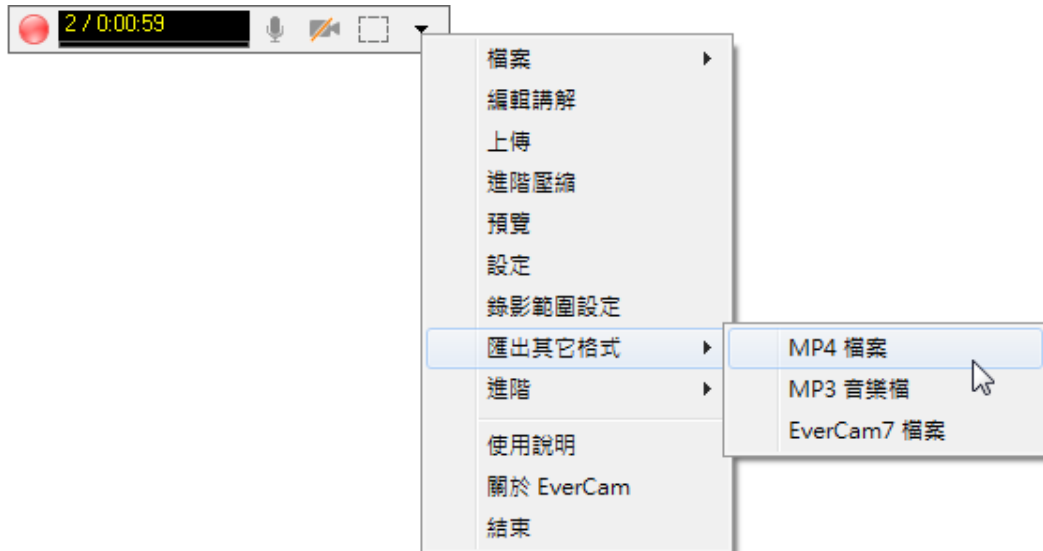 2 / 0:00:59
檔案
編輯講解
上傳
進階壓縮
預覽
設定
錄影範圍設定
匯出其它格式
MP4 檔案
MP3 音樂檔
EverCam7 檔案
進階
使用說明
關於 EverCam
結束